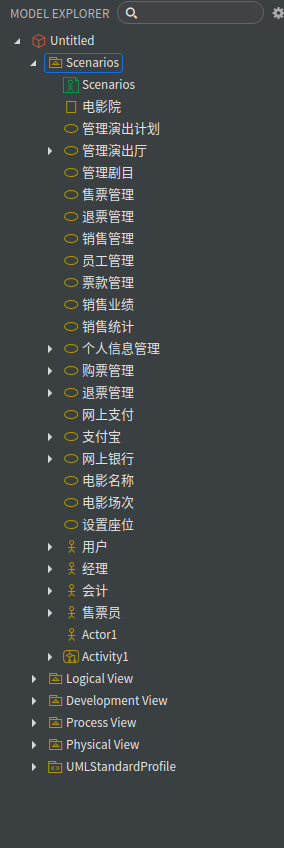 MODEL EXPLORER
Untitled
Scenarios
Scenarios
电影院
管理演出计划
管理演出厅
管理剧目
售票管理
退票管理
销售管理
员工管理
票款管理
销售业绩
销售统计
个人信息管理
购票管理
退票管理
网上支付
支付宝
网上银行
电影名称
电影场次
设置座位
用户
经理
会计
售票员
Actor1
Activity1
Logical View
Development View
Process View
Physical View
UMLStandardProfile